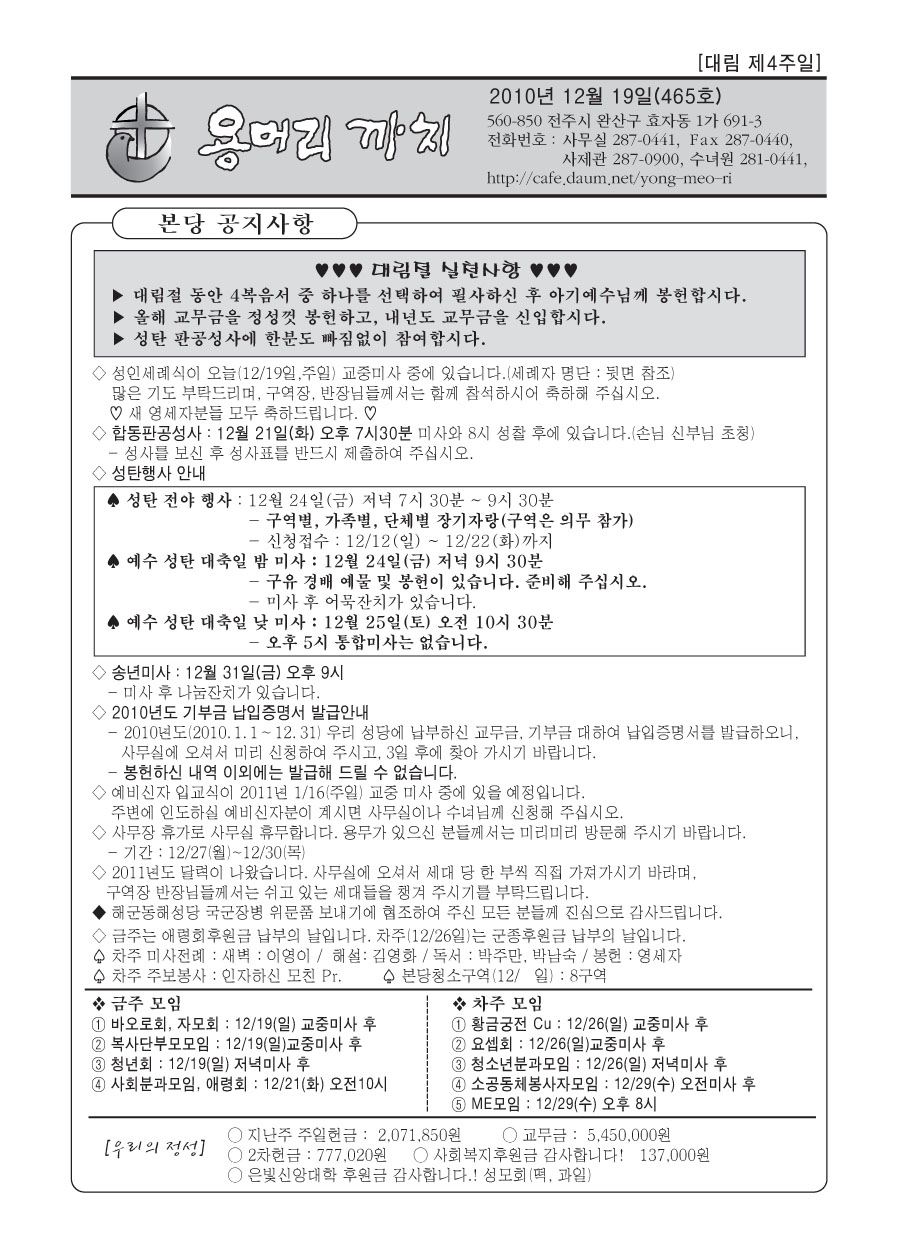 [대림 제4주일]
용머리 까치
2010년 12월 19일(465호)
560-850 전주시 완산구 효자동 1가 691-3
전화번호 : 사무실 287-0441, Fax 287-0440,
사제관 287-0900, 수녀원 281-0441,
http://cafe.daum.net/yong-meo-ri
본당 공지사항
♥♥♥ 대림절 실천사항 ♥♥♥
▶ 대림절 동안 4복음서 중 하나를 선택하여 필사하신 후 아기예수님께 봉헌합시다.
▶ 올해 교무금을 정성껏 봉헌하고, 내년도 교무금을 신입합시다.
▶ 성탄 판공성사에 한분도 빠짐없이 참여합시다.
◇ 성인세례식이 오늘(12/19일,주일) 교중미사 중에 있습니다.(세례자 명단 : 뒷면 참조)
많은 기도 부탁드리며, 구역장, 반장님들께서는 함께 참석하시어 축하해 주십시오.
♡ 새 영세자분들 모두 축하드립니다. ♡
◇ 합동판공성사 : 12월 21일(화) 오후 7시30분 미사와 8시 성찰 후에 있습니다.(손님 신부님 초청)
- 성사를 보신 후 성사표를 반드시 제출하여 주십시오.
◇ 성탄행사 안내
♠ 성탄 전야 행사 : 12월 24일(금) 저녁 7시 30분 ~ 9시 30분
- 구역별, 가족별, 단체별 장기자랑(구역은 의무 참가)
- 신청접수 : 12/12(일) ~ 12/22(화)까지
♠ 예수 성탄 대축일 밤 미사 : 12월 24일(금) 저녁 9시 30분
- 구유 경배 예물 및 봉헌이 있습니다. 준비해 주십시오.
- 미사 후 어묵잔치가 있습니다.
♠ 예수 성탄 대축일 낮 미사 : 12월 25일(토) 오전 10시 30분
- 오후 5시 통합미사는 없습니다.
◇ 송년미사 : 12월 31일(금) 오후 9시
- 미사 후 나눔잔치가 있습니다.
◇ 2010년도 기부금 납입증명서 발급안내
- 2010년도(2010.1.1~12.31) 우리 성당에 납부하신 교무금, 기부금 대하여 납입증명서를 발급하오니,
사무실에 오셔서 미리 신청하여 주시고, 3일 후에 찾아 가시기 바랍니다.
- 봉헌하신 내역 이외에는 발급해 드릴 수 없습니다.
◇ 예비신자 입교식이 2011년 1/16(주일) 교중 미사 중에 있을 예정입니다.
주변에 인도하실 예비신자분이 계시면 사무실이나 수녀님께 신청해 주십시오.
◇ 사무장 휴가로 사무실 휴무합니다. 용무가 있으신 분들께서는 미리미리 방문해 주시기 바랍니다.
- 기간 : 12/27(월)~12/30(목)
◇ 2011년도 달력이 나왔습니다. 사무실에 오셔서 세대 당 한 부씩 직접 가져가시기 바라며,
구역장 반장님들께서는 쉬고 있는 세대들을 챙겨 주시기를 부탁드립니다.
◆ 해군동해성당 국군장병 위문품 보내기에 협조하여 주신 모든 분들께 진심으로 감사드립니다.
◇ 금주는 애령회후원금 납부의 날입니다. 차주(12/26일)는 군종후원금 납부의 날입니다.
♤ 차주 미사전례 : 새벽 : 이영이 / 해설: 김영화 / 독서 : 박주만, 박남숙 / 봉헌 : 영세자
♤ 차주 주보봉사 : 인자하신 모친 Pr. ♤ 본당청소구역(12/ 일) : 8구역
❖ 금주 모임
① 바오로회, 자모회 : 12/19(일) 교중미사 후
② 복사단부모모임 : 12/19(일)교중미사 후
③ 청년회 : 12/19(일) 저녁미사 후
④ 사회분과모임, 애령회 : 12/21(화) 오전10시
❖ 차주 모임
① 황금궁전 Cu : 12/26(일) 교중미사 후
② 요셉회 : 12/26(일)교중미사 후
③ 청소년분과모임 : 12/26(일) 저녁미사 후
④ 소공동체봉사자모임 : 12/29(수) 오전미사 후
⑤ ME모임 : 12/29(수) 오후 8시
[우리의 정성]
○ 지난주 주일헌금 : 2,071,850원 ○ 교무금 : 5,450,000원
○ 2차헌금 : 777,020원 ○ 사회복지후원금 감사합니다! 137,000원
○ 은빛신앙대학 후원금 감사합니다.! 성모회(떡, 과일)